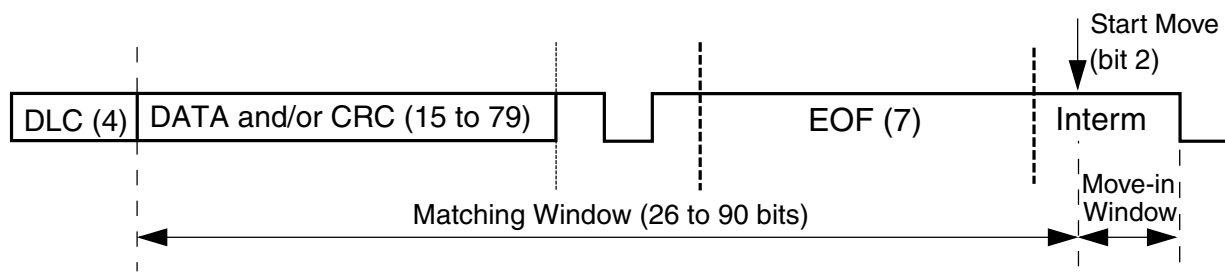 Start Move
(bit 2)
DLC (4)
DATA and/or CRC (15 to 79)
EOF (7)
Interm
Matching Window (26 to 90 bits)
Move-in
Window